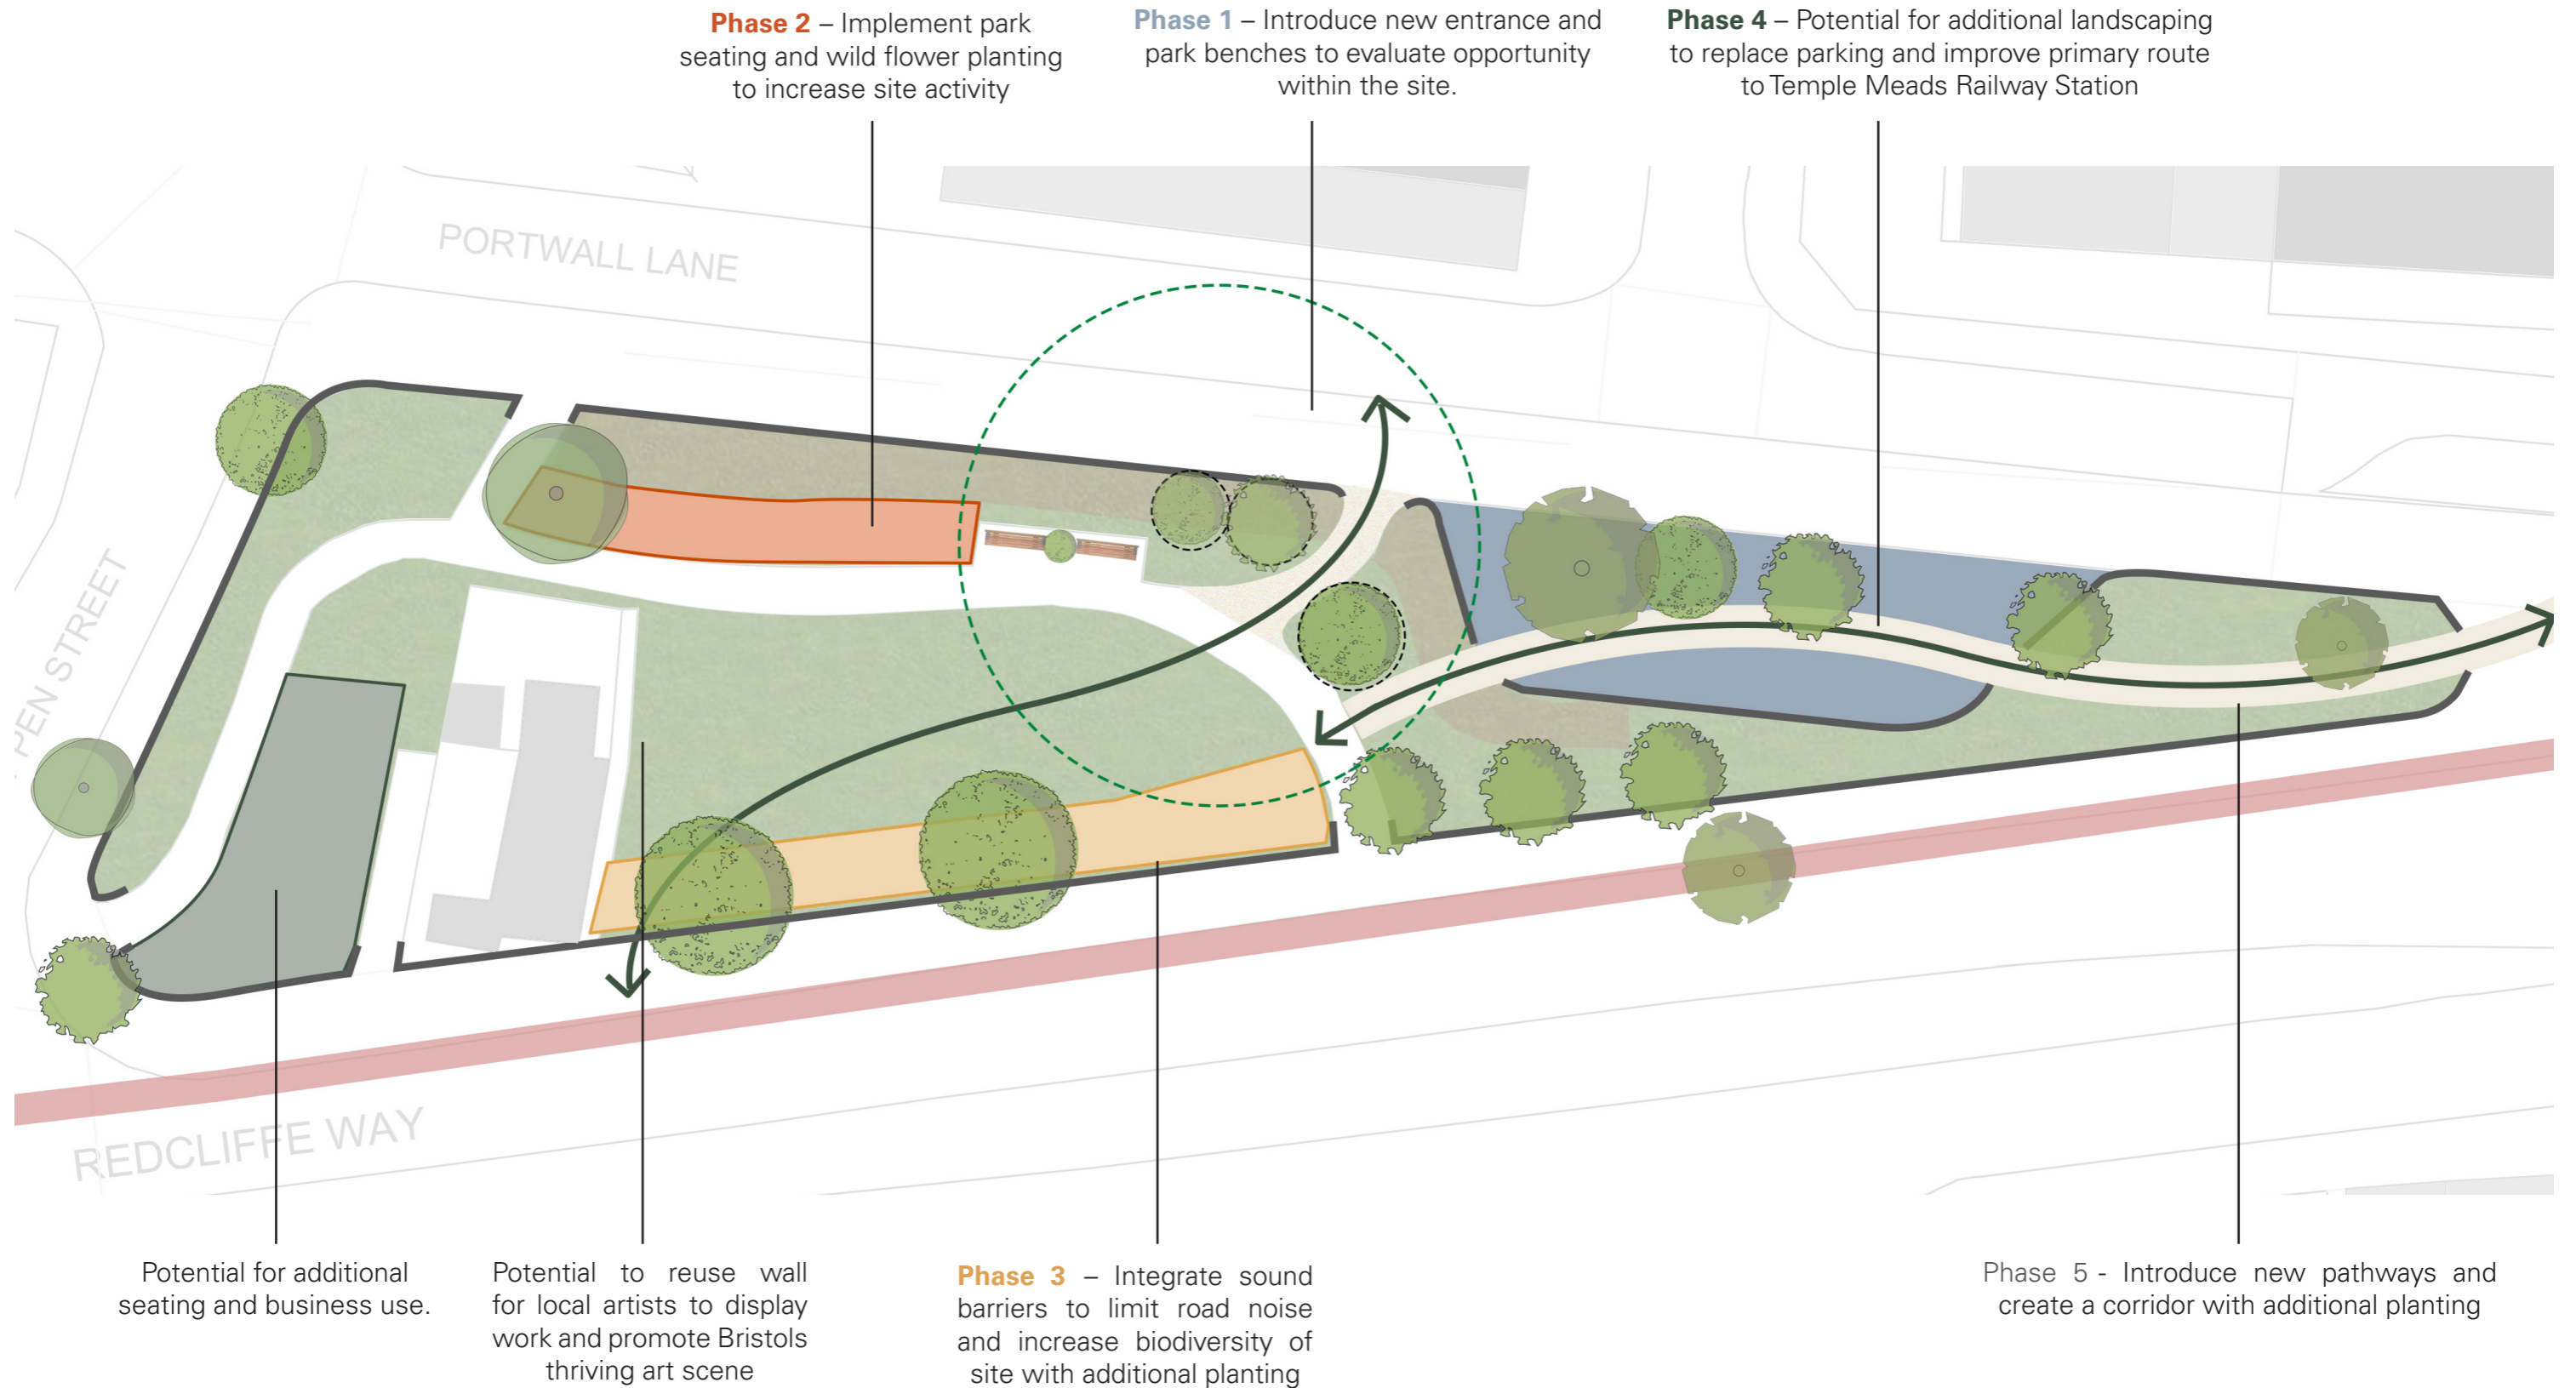 Phase 2 – Implement park
seating and wild flower planting
to increase site activity
Phase 1 – Introduce new entrance and
park benches to evaluate opportunity
within the site.
Phase 4 – Potential for additional landscaping
to replace parking and improve primary route
to Temple Meads Railway Station
PORTWALL LANE
PEN STREET
REDCLIFFE WAY
Potential for additional
seating and business use.
Potential to reuse wall
for local artists to display
work and promote Bristols
thriving art scene
Phase 3 – Integrate sound
barriers to limit road noise
and increase biodiversity of
site with additional planting
Phase 5 - Introduce new pathways and
create a corridor with additional planting